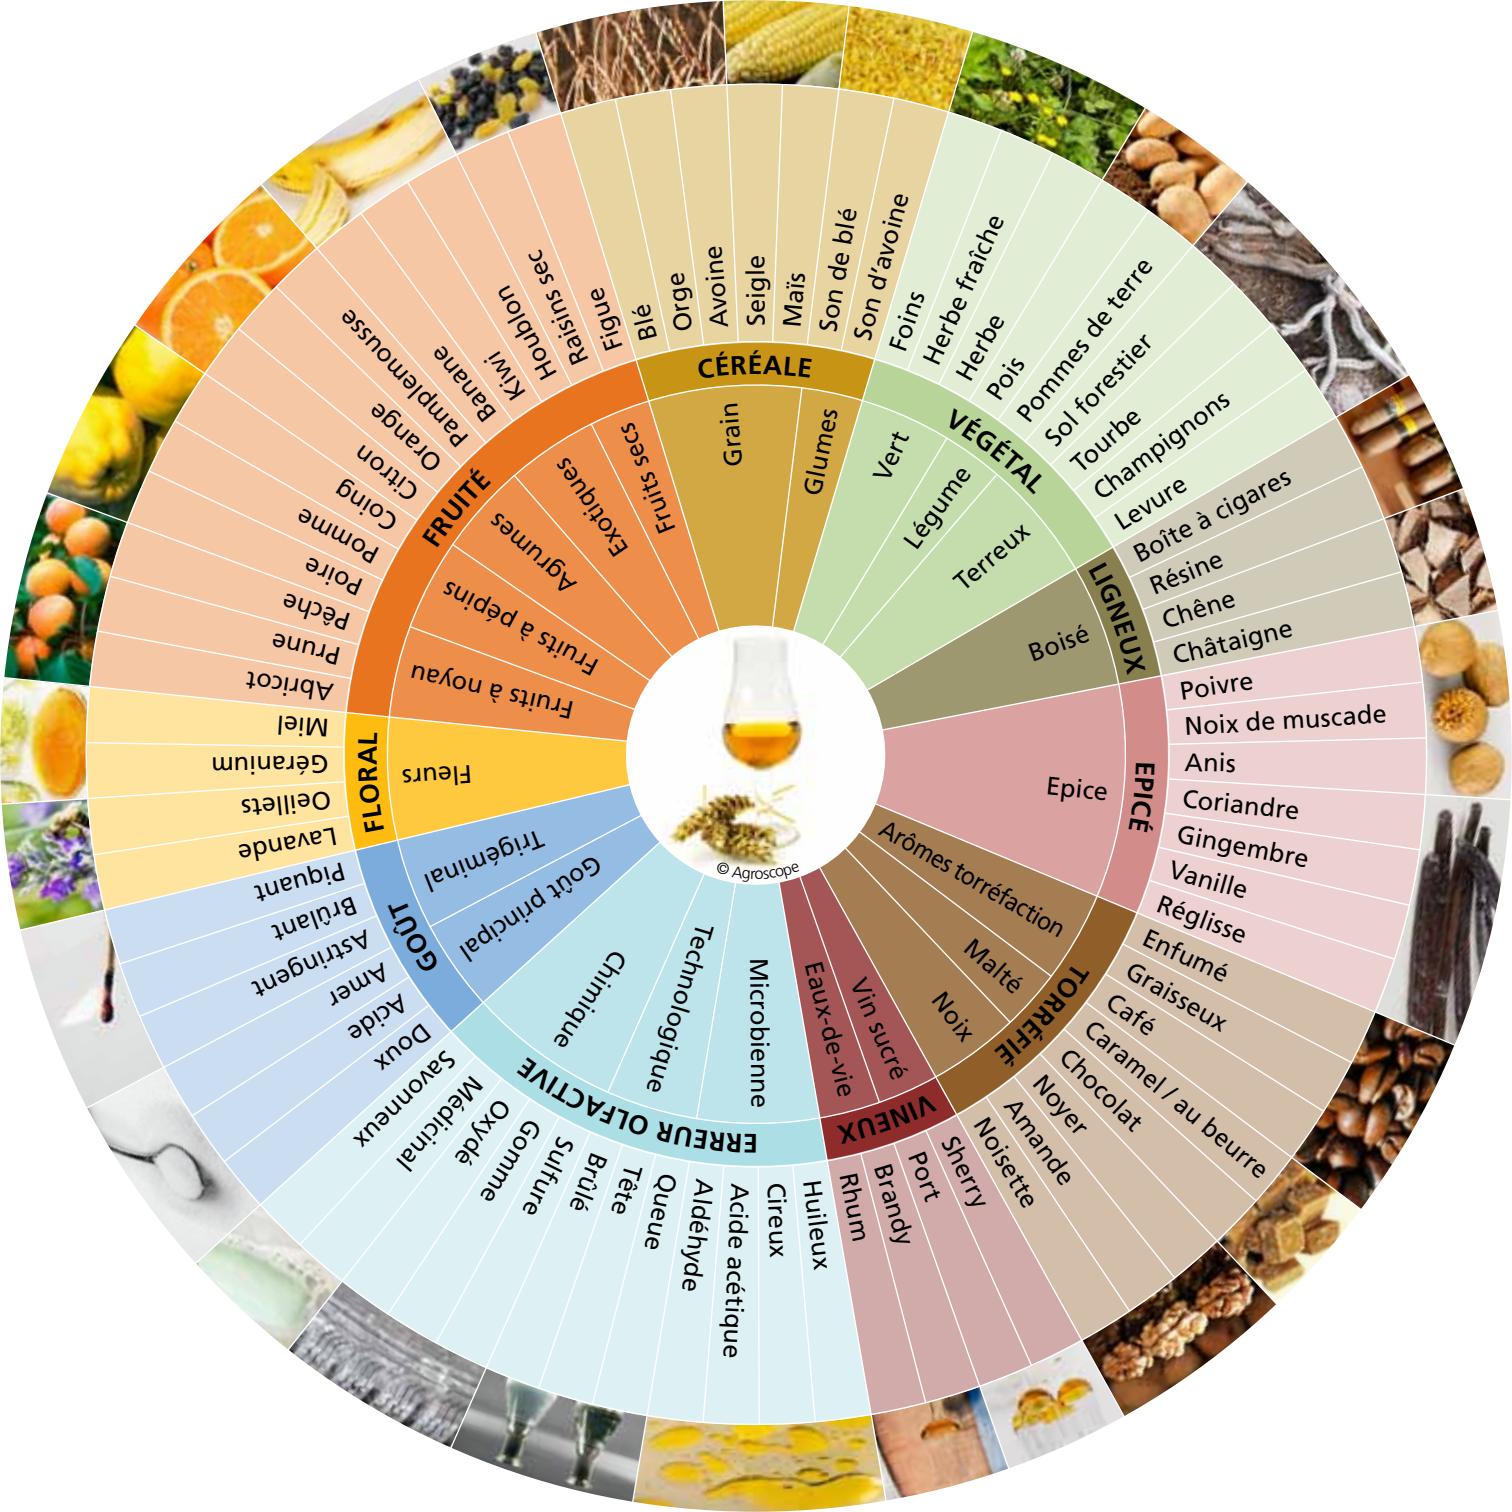 CÉRÉALE
Grain
Glumes
Blé
Orge
Avoine
Seigle
Maïs
Son de blé
Son d'avoine
VÉGÉTAL
Vert
Légume
Terreux
Foins
Herbe fraîche
Herbe
Pois
Pommes de terre
Sol forestier
Tourbe
Champignons
Levure
LIGNEUX
Boisé
Boîte à cigares
Résine
Chêne
Châtaigne
EPICÉ
Epice
Poivre
Noix de muscade
Anis
Coriandre
Gingembre
Vanille
Réglisse
TORRÉFIÉ
Arômes torréfaction
Malté
Noix
Enfumé
Graisseux
Café
Caramel / au beurre
Chocolat
Noyer
Amande
Noisette
VINEUX
Vin sucré
Eaux-de-vie
Sherry
Port
Brandy
Rhum
ERREUR OLFACTIVE
Microbienne
Technologique
Chimique
Huileux
Cireux
Acide acétique
Aldéhyde
Queue
Tête
Brûlé
Sulfure
Gomme
Oxydé
Médicinal
Savonneux
GOÛT
Goût principal
Trigéminal
Doux
Acide
Amer
Astringent
Brûlant
Piquant
FLORAL
Fleurs
Lavande
Oeillets
Géranium
Miel
FRUITÉ
Fruits à noyau
Fruits à pépins
Agrumes
Exotiques
Fruits secs
Abricot
Prune
Pêche
Poire
Pomme
Coing
Citron
Orange
Pamplemousse
Banane
Kiwi
Houblon
Raisins sec
Figue
© Agroscope